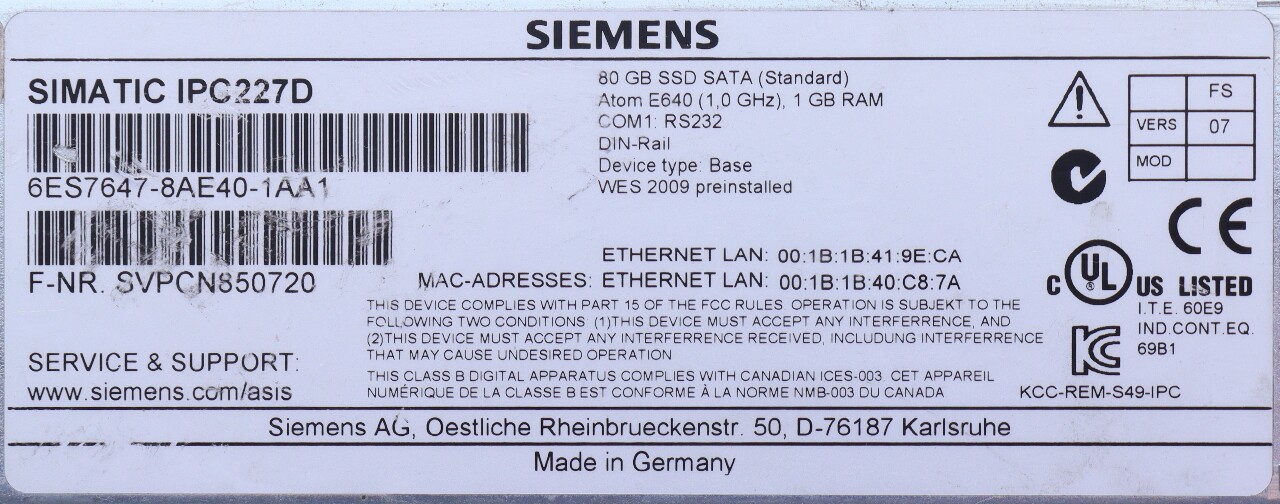 SIEMENS
SIMATIC IPC227D
6ES7647-8AE40-1AA1
F-NR. SVPCN850720
SERVICE & SUPPORT:
www.siemens.com/asis
80 GB SSD SATA (Standard)
Atom E640 (1,0 GHz), 1 GB RAM
COM1: RS232
DIN-Rail
Device type: Base
WES 2009 preinstalled
ETHERNET LAN: 00:1B:1B:41:9E:CA
MAC-ADRESSES: ETHERNET LAN: 00:1B:1B:40:C8:7A
THIS DEVICE COMPLIES WITH PART 15 OF THE FCC RULES. OPERATION IS SUBJEKT TO THE
FOLLOWING TWO CONDITIONS (1)THIS DEVICE MUST ACCEPT ANY INTERFERRENCE, AND
(2)THIS DEVICE MUST ACCEPT ANY INTERFERRENCE RECEIVED, INCLUDUNG INTERFERRENCE
THAT MAY CAUSE UNDESIRED OPERATION
THIS CLASS B DIGITAL APPARATUS COMPLIES WITH CANADIAN ICES-003. CET APPAREIL
NUMÉRIQUE DE LA CLASSE B EST CONFORME À LA NORME NMB-003 DU CANADA
FS
VERS 07
MOD
CE
C UL US LISTED
I.T.E. 60E9
IND.CONT.EQ.
69B1
KCC-REM-S49-IPC
Siemens AG, Oestliche Rheinbrueckenstr. 50, D-76187 Karlsruhe
Made in Germany